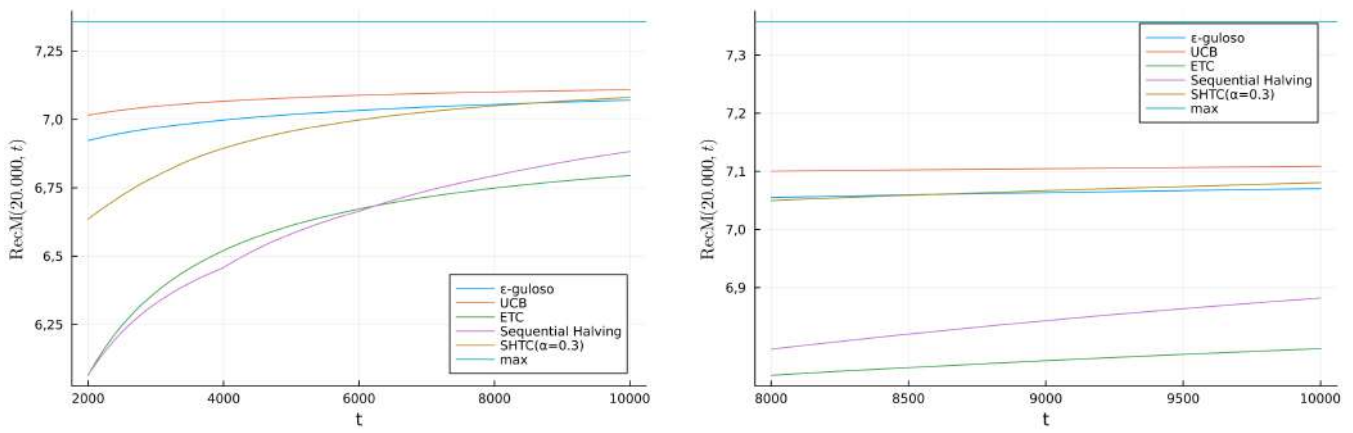 RecM(20.000, t)
7,25
7,0
6,75
6,5
6,25
ε-guloso
UCB
ETC
Sequential Halving
SHTC(α=0.3)
max
2000 4000 6000 8000 10000
t
RecM(20.000, t)
7,3
7,2
7,1
7,0
6,9
ε-guloso
UCB
ETC
Sequential Halving
SHTC(α=0.3)
max
8000 8500 9000 9500 10000
t